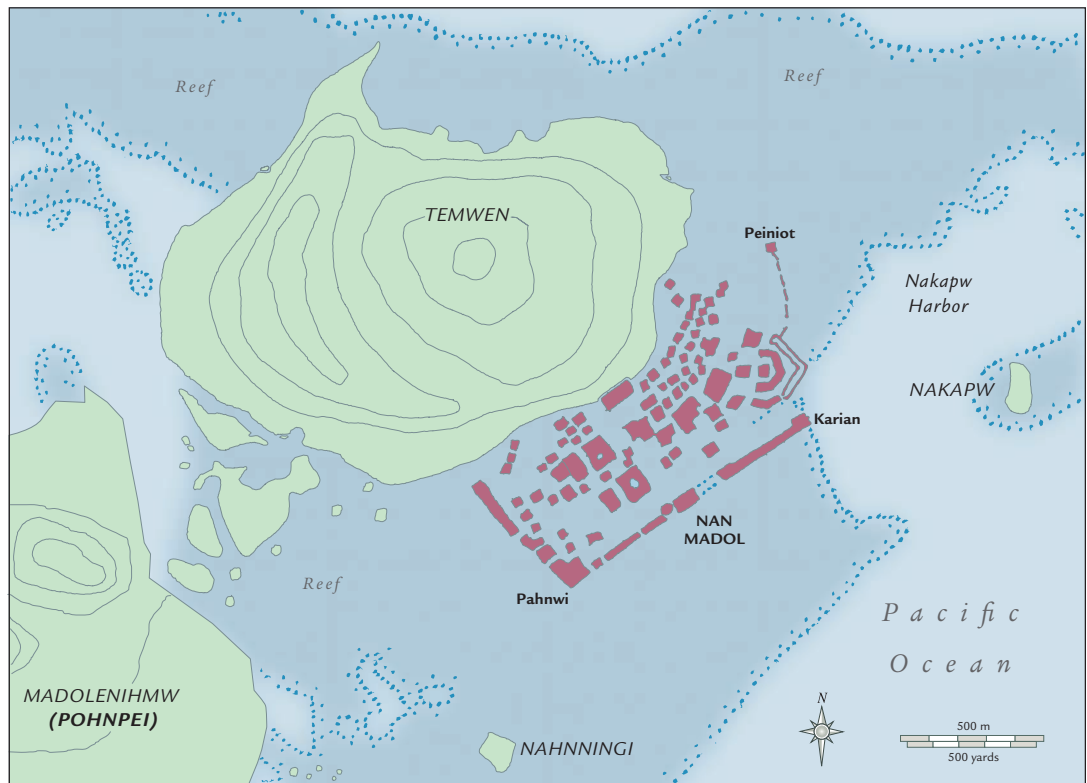 Reef
Reef
TEMWEN
Peiniot
Nakapw
Harbor
NAKAPW
Karian
NAN
MADOL
Reef
Pahnwi
Pacific
Ocean
MADOLENIHMW
(POHNPEI)
NAHNNINGI
N
500 m
500 yards